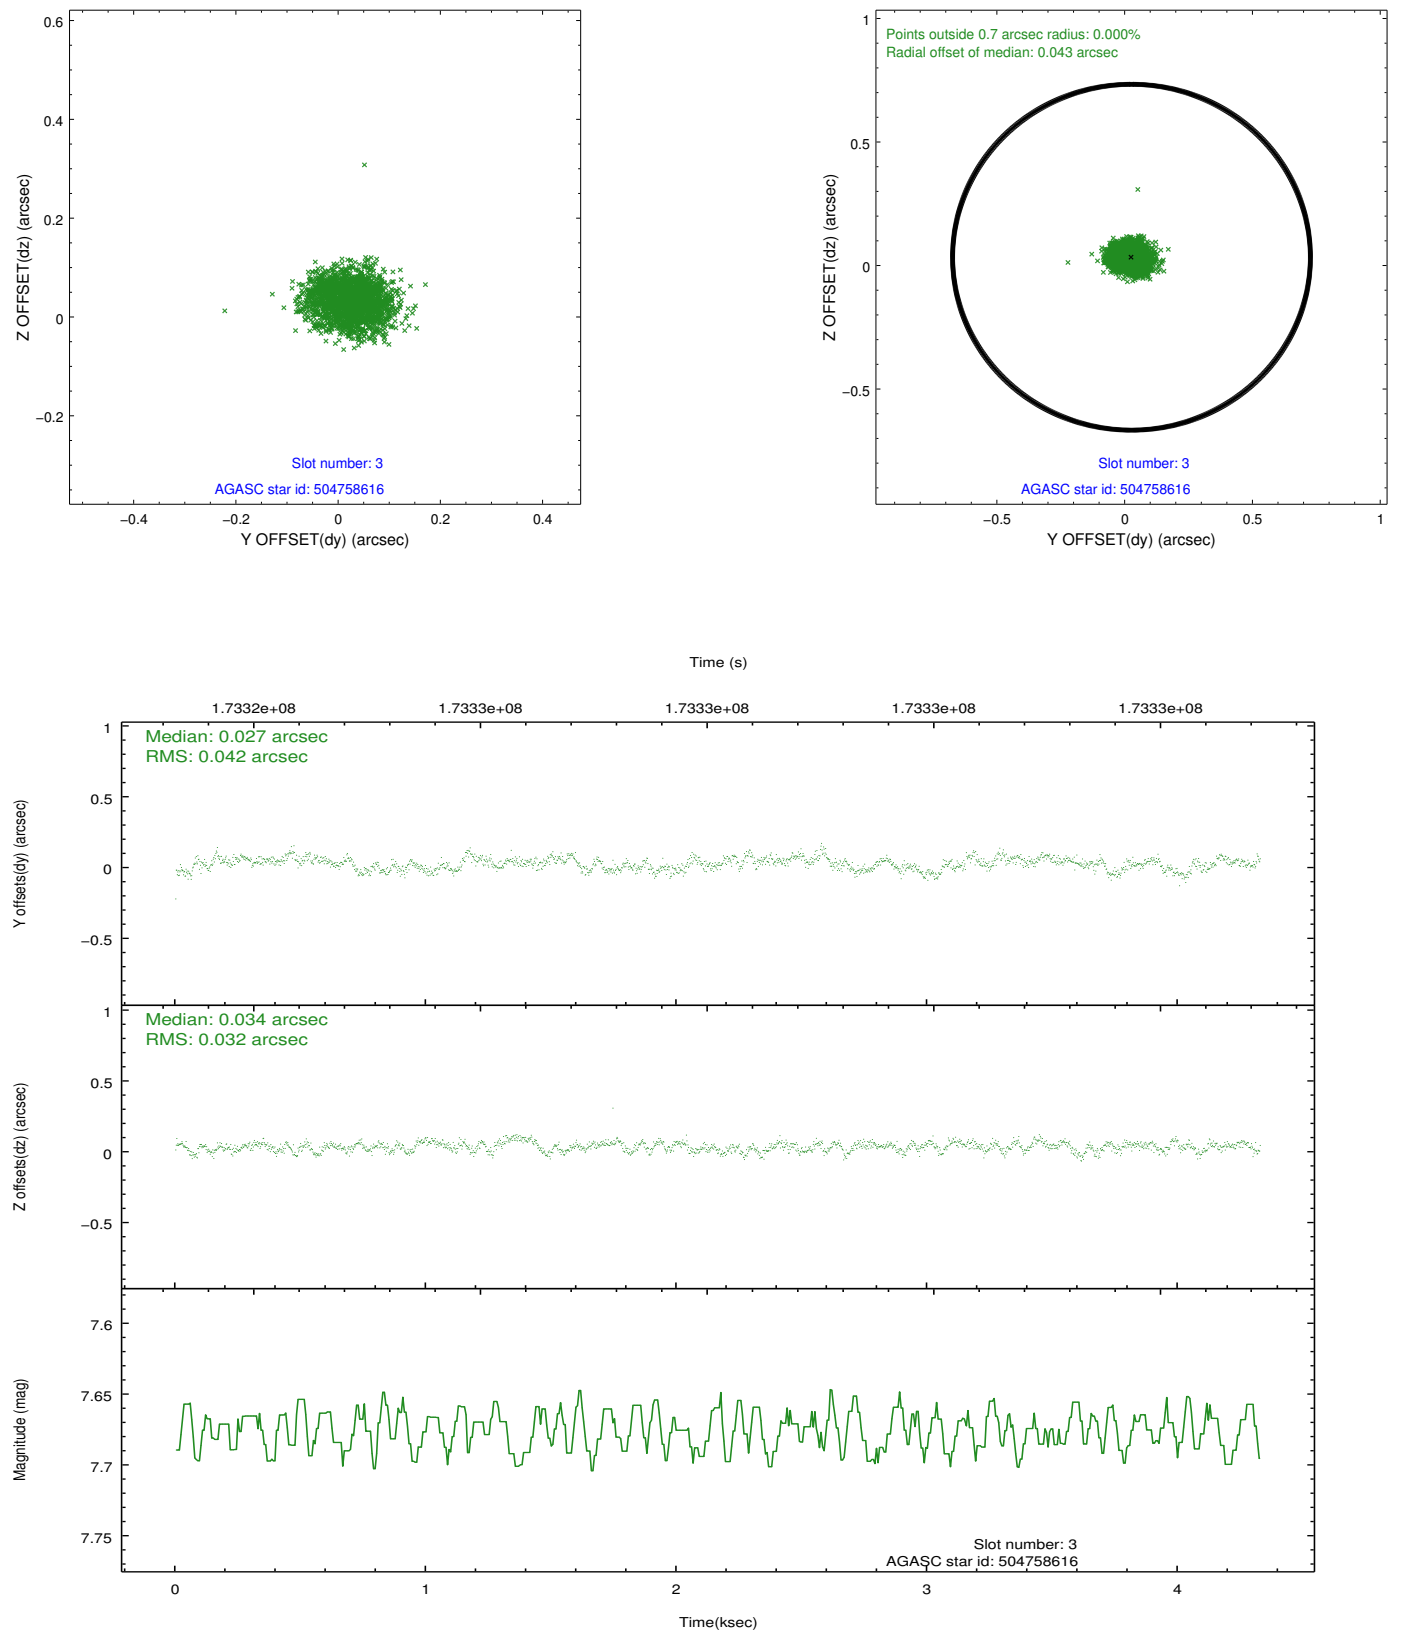 0.6
0.4
0.2
0
−0.2
Z OFFSET(dz) (arcsec)
Slot number: 3
AGASC star id: 504758616
−0.4
−0.2
0
0.2
0.4
Y OFFSET(dy) (arcsec)
1
0.5
0
−0.5
Z OFFSET(dz) (arcsec)
Points outside 0.7 arcsec radius: 0.000%
Radial offset of median: 0.043 arcsec
Slot number: 3
AGASC star id: 504758616
−0.5
0
0.5
1
Y OFFSET(dy) (arcsec)
Time (s)
1.7332e+08
1.7333e+08
1.7333e+08
1.7333e+08
1.7333e+08
Median: 0.027 arcsec
RMS: 0.042 arcsec
1
0.5
0
−0.5
Y offsets(dy) (arcsec)
Median: 0.034 arcsec
RMS: 0.032 arcsec
1
0.5
0
−0.5
Z offsets(dz) (arcsec)
7.6
7.65
7.7
7.75
Magnitude (mag)
Slot number: 3
AGASC star id: 504758616
0
1
2
3
4
Time(ksec)